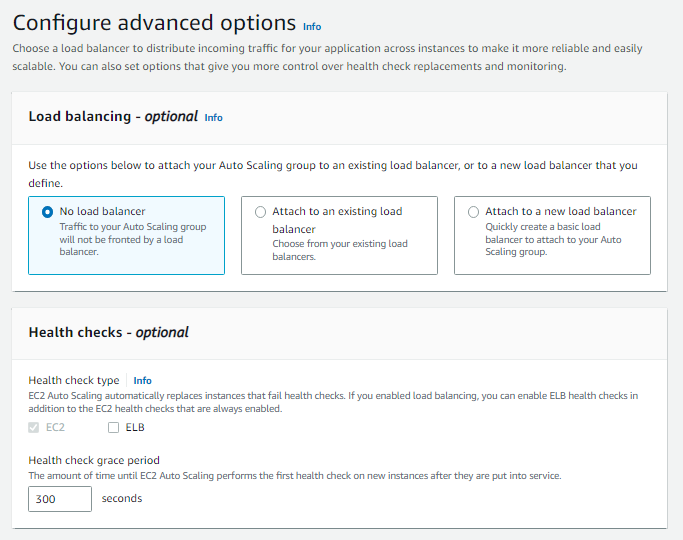 Configure advanced options Info
Choose a load balancer to distribute incoming traffic for your application across instances to make it more reliable and easily
scalable. You can also set options that give you more control over health check replacements and monitoring.
Load balancing - optional Info
Use the options below to attach your Auto Scaling group to an existing load balancer, or to a new load balancer that you
define.
No load balancer
Traffic to your Auto Scaling group
will not be fronted by a load
balancer.
Attach to an existing load
balancer
Choose from your existing load
balancers.
Attach to a new load balancer
Quickly create a basic load
balancer to attach to your Auto
Scaling group.
Health checks - optional
Health check type Info
EC2 Auto Scaling automatically replaces instances that fail health checks. If you enabled load balancing, you can enable ELB health checks in
addition to the EC2 health checks that are always enabled.
EC2 ELB
Health check grace period
The amount of time until EC2 Auto Scaling performs the first health check on new instances after they are put into service.
300 seconds